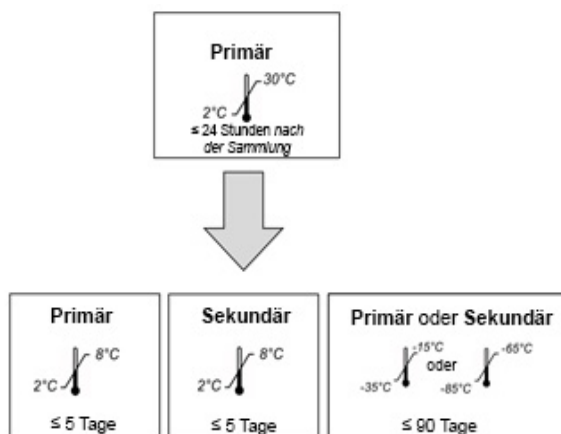 Primär
30°C
2°C
≤ 24 Stunden nach
der Sammlung
Primär
8°C
2°C
≤ 5 Tage
Sekundär
8°C
2°C
≤ 5 Tage
Primär oder Sekundär
-15°C
-35°C
oder
-65°C
-85°C
≤ 90 Tage